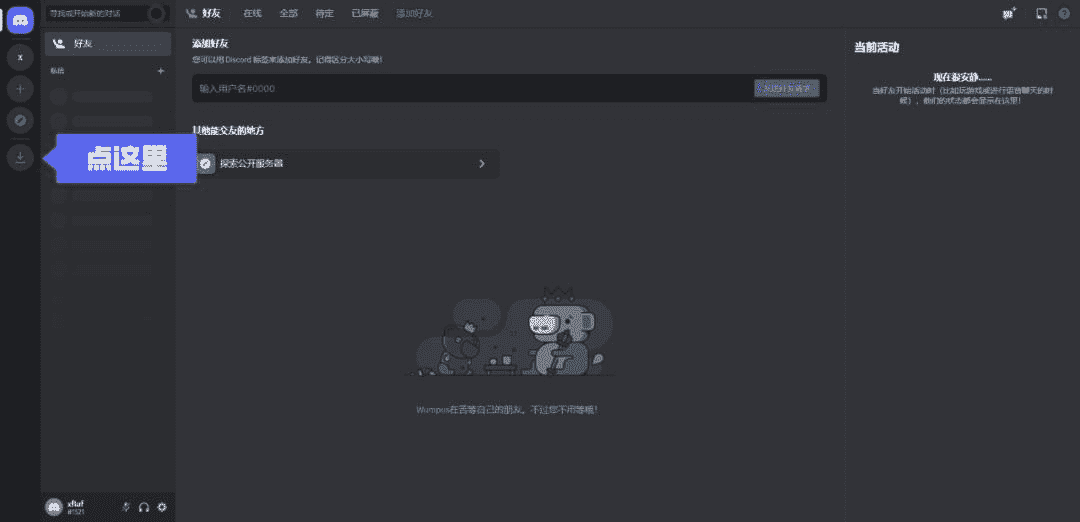 寻找或开始新的对话
好友
在线
全部
待定
已屏蔽
添加好友
x
好友
私信
添加好友
您可以用 Discord 标签来添加好友。记得区分大小写哦!
输入用户名#0000
发送好友请求
其他能交友的地方
探索公开服务器
点这里
Wumpus在苦等自己的朋友。不过您不用等哦!
当前活动
现在很安静……
当好友开始活动时（比如玩游戏或进行语音聊天的时
候），他们的状态都会显示在这里!
#1521